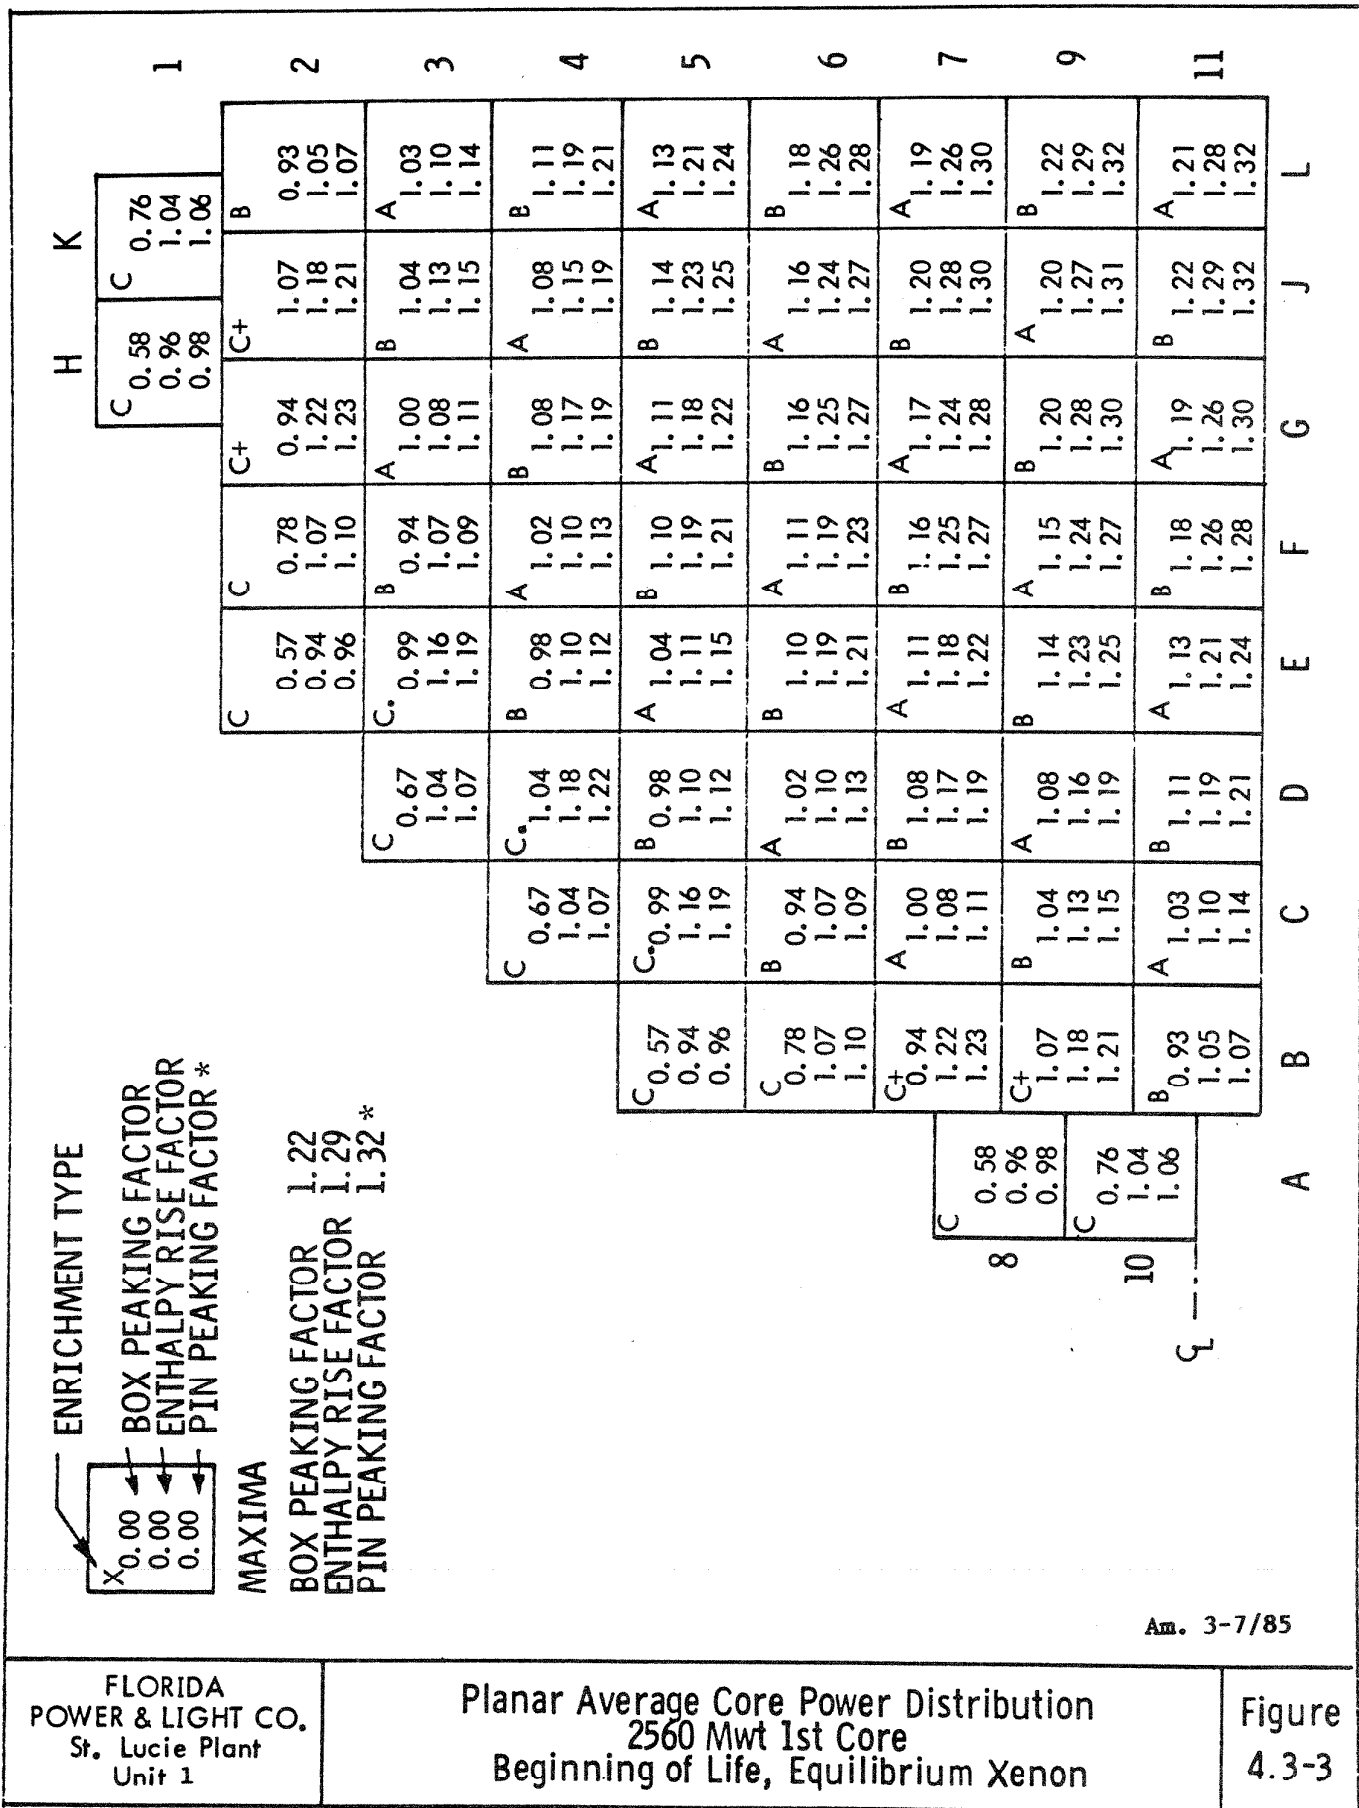 ENRICHMENT TYPE
X
0.00
0.00
0.00
BOX PEAKING FACTOR
ENTHALPY RISE FACTOR
PIN PEAKING FACTOR *
MAXIMA
BOX PEAKING FACTOR 1.22
ENTHALPY RISE FACTOR 1.29
PIN PEAKING FACTOR 1.32 *
H K
C C
0.58 0.76 1
0.96 1.04
0.98 1.06
C C C+ C+ B
0.57 0.78 0.94 1.07 0.93
0.94 1.07 1.22 1.18 1.05 2
0.96 1.10 1.23 1.21 1.07
C C. B A B A
0.67 0.99 0.94 1.00 1.04 1.03
1.04 1.16 1.07 1.08 1.13 1.10 3
1.07 1.19 1.09 1.11 1.15 1.14
C C. B A B A B
0.67 1.04 0.98 1.02 1.08 1.08 1.11
1.04 1.18 1.10 1.10 1.17 1.15 1.19 4
1.07 1.22 1.12 1.13 1.19 1.19 1.21
C C. B A B A B A
0.57 0.99 0.98 1.04 1.10 1.11 1.14 1.13
0.94 1.16 1.10 1.11 1.19 1.18 1.23 1.21 5
0.96 1.19 1.12 1.15 1.21 1.22 1.25 1.24
C B A B A B A B
0.78 0.94 1.02 1.10 1.11 1.16 1.16 1.18
1.07 1.07 1.10 1.19 1.19 1.25 1.24 1.26 6
1.10 1.09 1.13 1.21 1.23 1.27 1.27 1.28
C+ A B A B A B A
0.94 1.00 1.08 1.11 1.16 1.17 1.20 1.19
1.22 1.08 1.17 1.18 1.25 1.24 1.28 1.26 7
1.23 1.11 1.19 1.22 1.27 1.28 1.30 1.30
C
0.58
8 0.96
0.98
C+ B A B A B A B
1.07 1.04 1.08 1.14 1.15 1.20 1.20 1.22
1.18 1.13 1.16 1.23 1.24 1.28 1.27 1.29 9
1.21 1.15 1.19 1.25 1.27 1.30 1.31 1.32
C
0.76
10 1.04
1.06
B A B A B A B A
0.93 1.03 1.11 1.13 1.18 1.19 1.22 1.21
1.05 1.10 1.19 1.21 1.26 1.26 1.29 1.28 11
1.07 1.14 1.21 1.24 1.28 1.30 1.32 1.32
CL
A B C D E F G J L
Am. 3-7/85
FLORIDA
POWER & LIGHT CO.
St. Lucie Plant
Unit 1
Planar Average Core Power Distribution
2560 Mwt 1st Core
Beginning of Life, Equilibrium Xenon
Figure
4.3-3